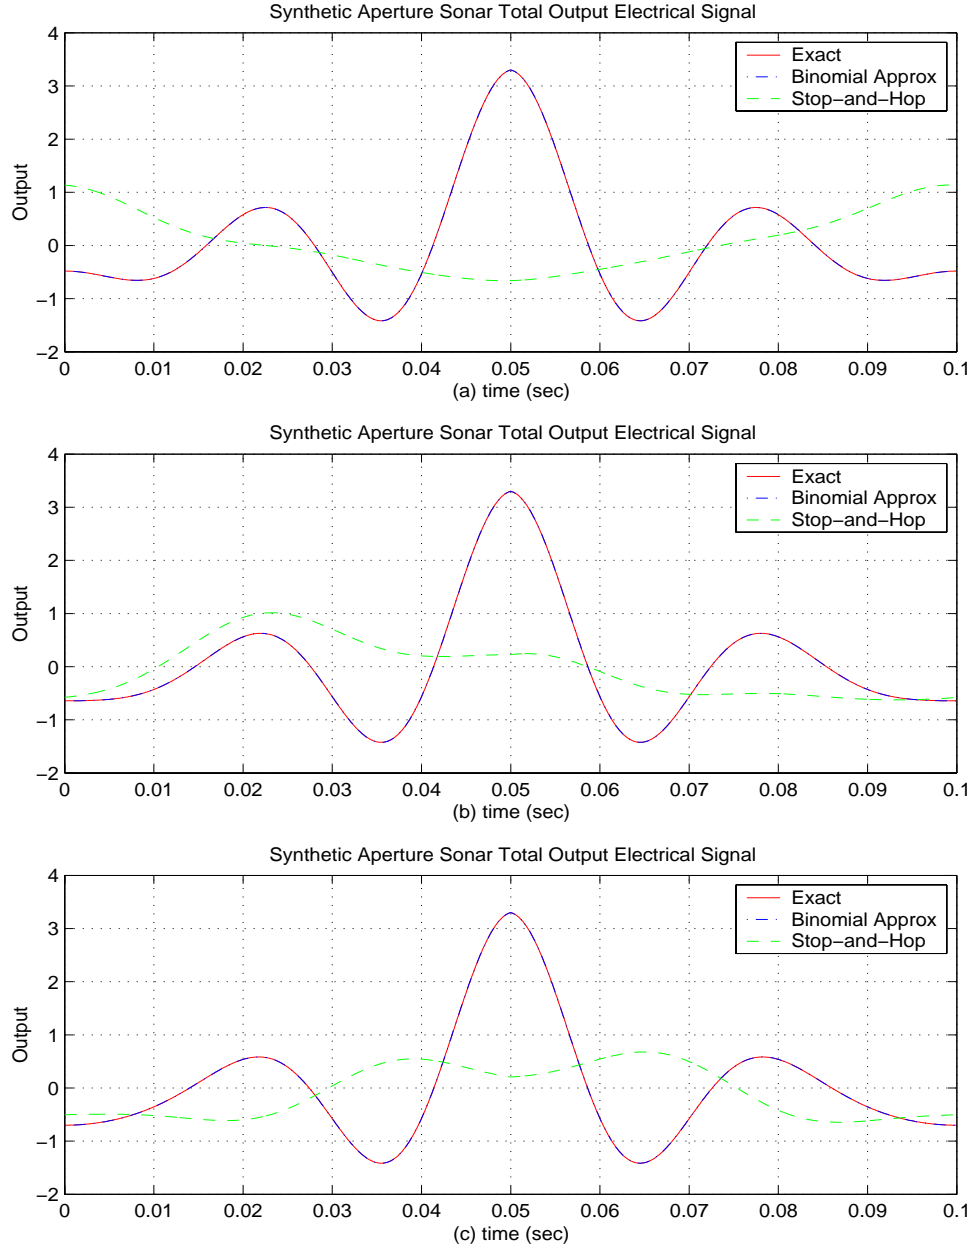 Synthetic Aperture Sonar Total Output Electrical Signal
4
3
2
1
0
−1
−2
Output
Exact
Binomial Approx
Stop−and−Hop
0 0.01 0.02 0.03 0.04 0.05 0.06 0.07 0.08 0.09 0.1
(a) time (sec)
Synthetic Aperture Sonar Total Output Electrical Signal
4
3
2
1
0
−1
−2
Output
Exact
Binomial Approx
Stop−and−Hop
0 0.01 0.02 0.03 0.04 0.05 0.06 0.07 0.08 0.09 0.1
(b) time (sec)
Synthetic Aperture Sonar Total Output Electrical Signal
4
3
2
1
0
−1
−2
Output
Exact
Binomial Approx
Stop−and−Hop
0 0.01 0.02 0.03 0.04 0.05 0.06 0.07 0.08 0.09 0.1
(c) time (sec)